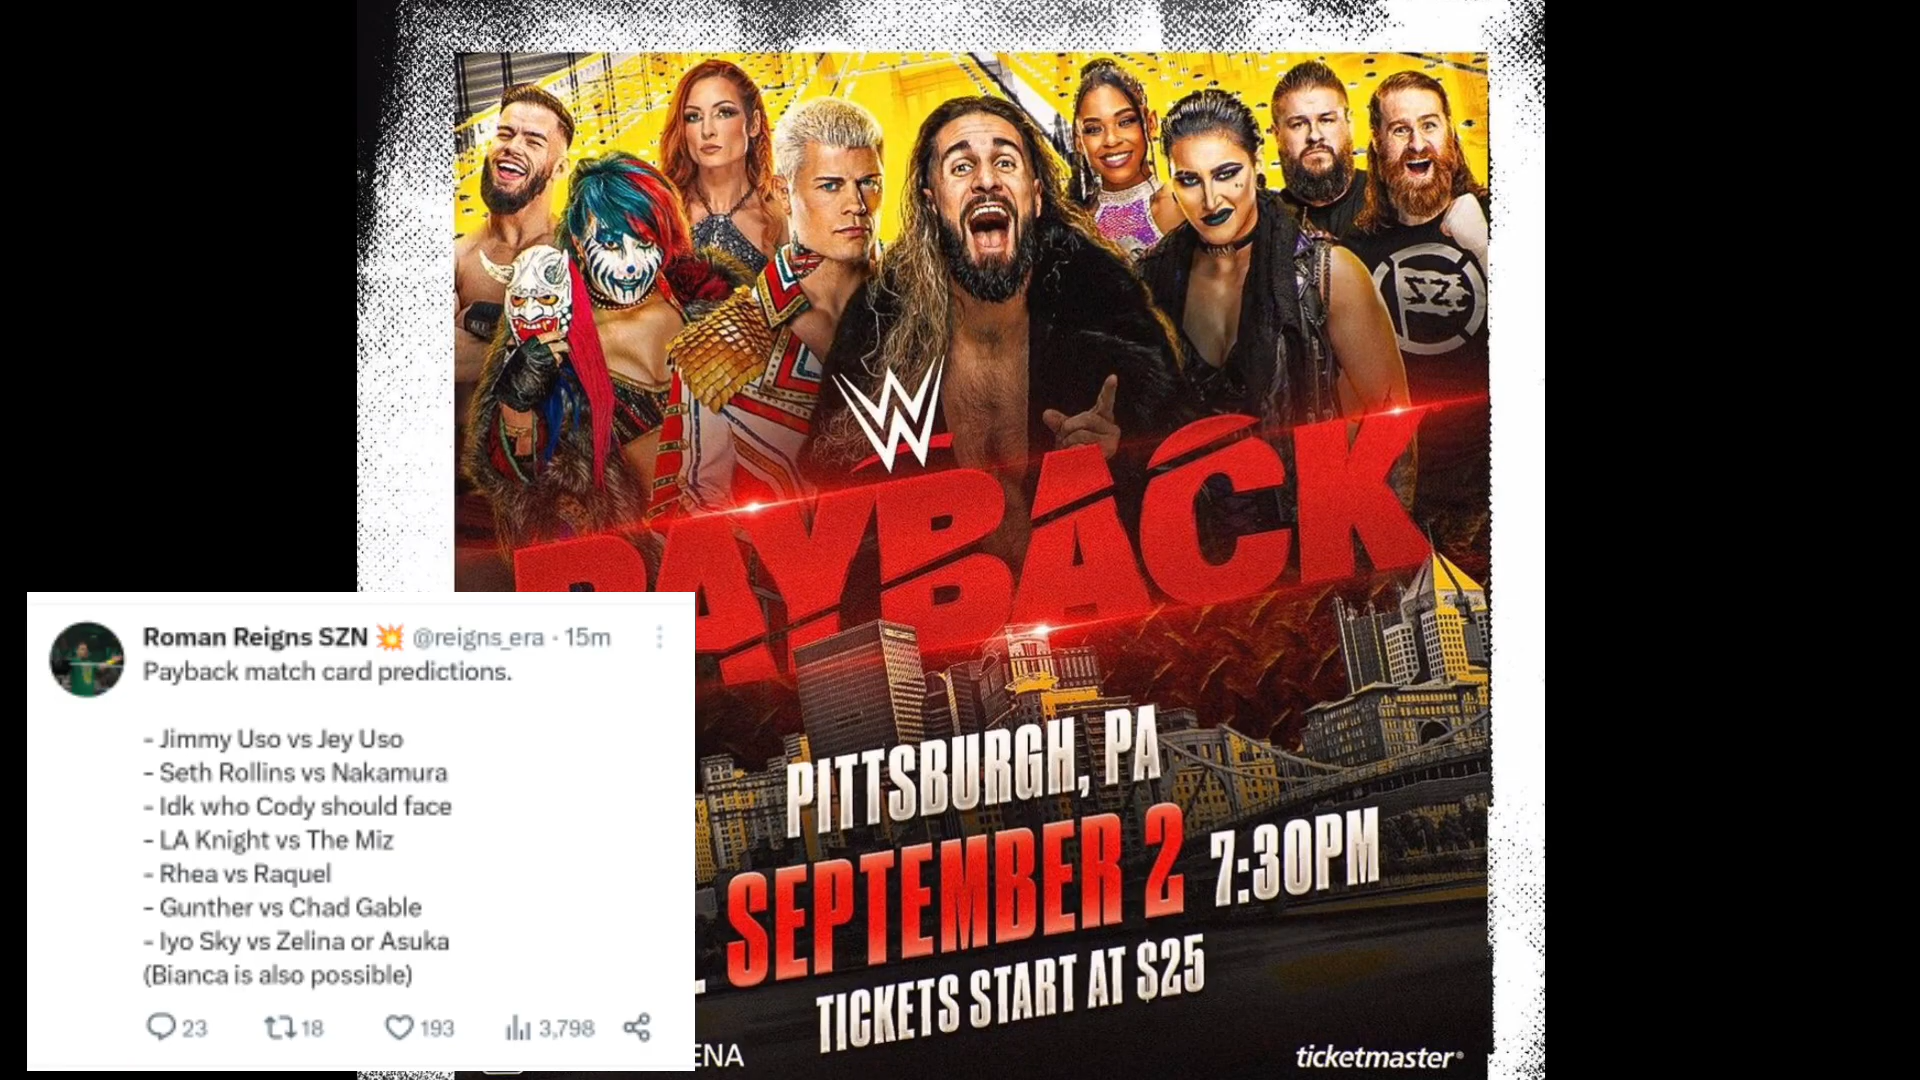 W
PAYBACK
PITTSBURGH, PA
SEPTEMBER 2 7:30PM
TICKETS START AT $25
ENA
ticketmaster®
Roman Reigns SZN 💥 @reigns_era · 15m
Payback match card predictions.
- Jimmy Uso vs Jey Uso
- Seth Rollins vs Nakamura
- Idk who Cody should face
- LA Knight vs The Miz
- Rhea vs Raquel
- Gunther vs Chad Gable
- Iyo Sky vs Zelina or Asuka
(Bianca is also possible)
23 18 193 3,798